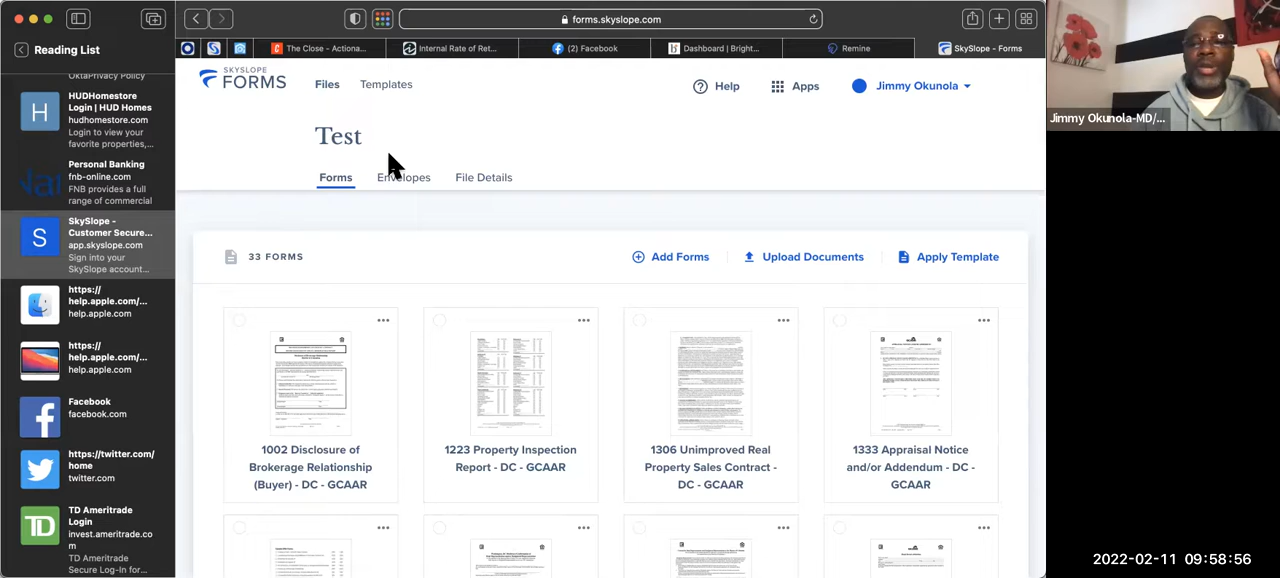 forms.skyslope.com
Reading List
The Close - Actiona...
Internal Rate of Ret...
(2) Facebook
Dashboard | Bright...
Remine
SkySlope - Forms
OktaPrivacy Policy
HUDHomestore
Login | HUD Homes
hudhomestore.com
Login to view your
favorite properties,...
Personal Banking
fnb-online.com
FNB provides a full
range of commercial
SkySlope -
Customer Secure...
app.skyslope.com
Sign into your
SkySlope account...
https://
help.apple.com/...
help.apple.com
https://
help.apple.com/...
help.apple.com
Facebook
facebook.com
https://twitter.com/
home
twitter.com
TD Ameritrade
Login
invest.ameritrade.co
m
TD Ameritrade
Secure Log-In for...
H
Nat
S
TD
SKYSLOPE
FORMS
Files
Templates
Help
Apps
Jimmy Okunola
Test
Forms
Envelopes
File Details
33 FORMS
Add Forms
Upload Documents
Apply Template
1002 Disclosure of
Brokerage Relationship
(Buyer) - DC - GCAAR
1223 Property Inspection
Report - DC - GCAAR
1306 Unimproved Real
Property Sales Contract -
DC - GCAAR
1333 Appraisal Notice
and/or Addendum - DC -
GCAAR
Jimmy Okunola-MD/...
2022-02-11 09:58:56